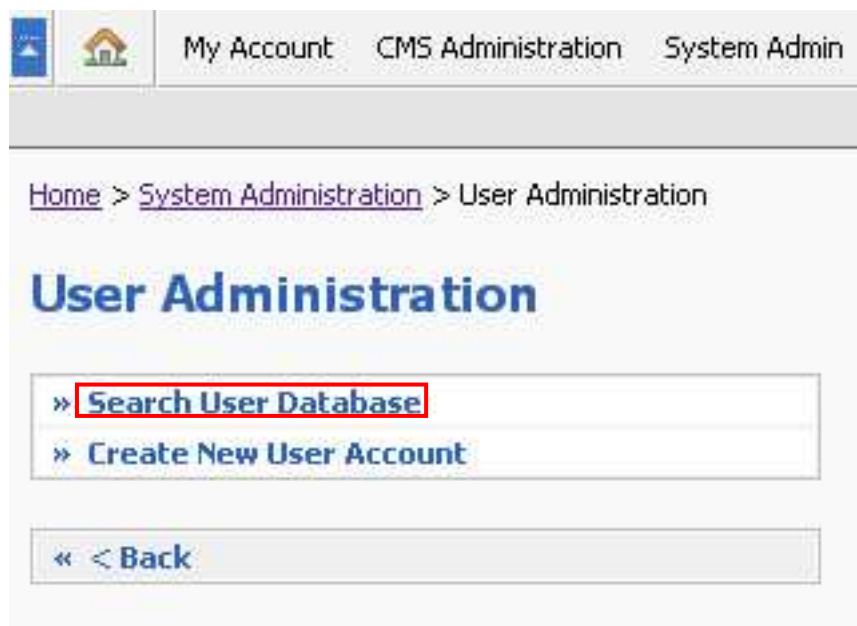 My Account CMS Administration System Admin
Home > System Administration > User Administration
User Administration
» Search User Database
» Create New User Account
« < Back